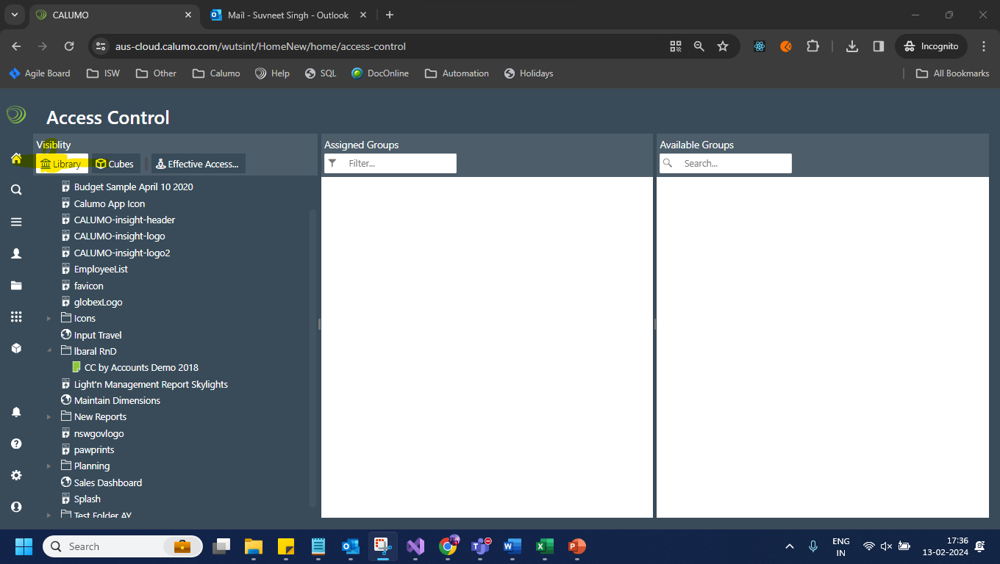 CALUMO
Mail - Suvneet Singh - Outlook
aus-cloud.calumo.com/wutsint/HomeNew/home/access-control
Incognito
Agile Board
ISW
Other
Calumo
Help
SQL
DocOnline
Automation
Holidays
All Bookmarks
Access Control
Visiblity
Assigned Groups
Available Groups
Library
Cubes
Effective Access...
Filter...
Search...
Budget Sample April 10 2020
Calumo App Icon
CALUMO-insight-header
CALUMO-insight-logo
CALUMO-insight-logo2
EmployeeList
favicon
globexLogo
Icons
Input Travel
lbaral RnD
CC by Accounts Demo 2018
Light'n Management Report Skylights
Maintain Dimensions
New Reports
nswgovlogo
pawprints
Planning
Sales Dashboard
Splash
Test Folder AY
Search
ENG
IN
17:36
13-02-2024